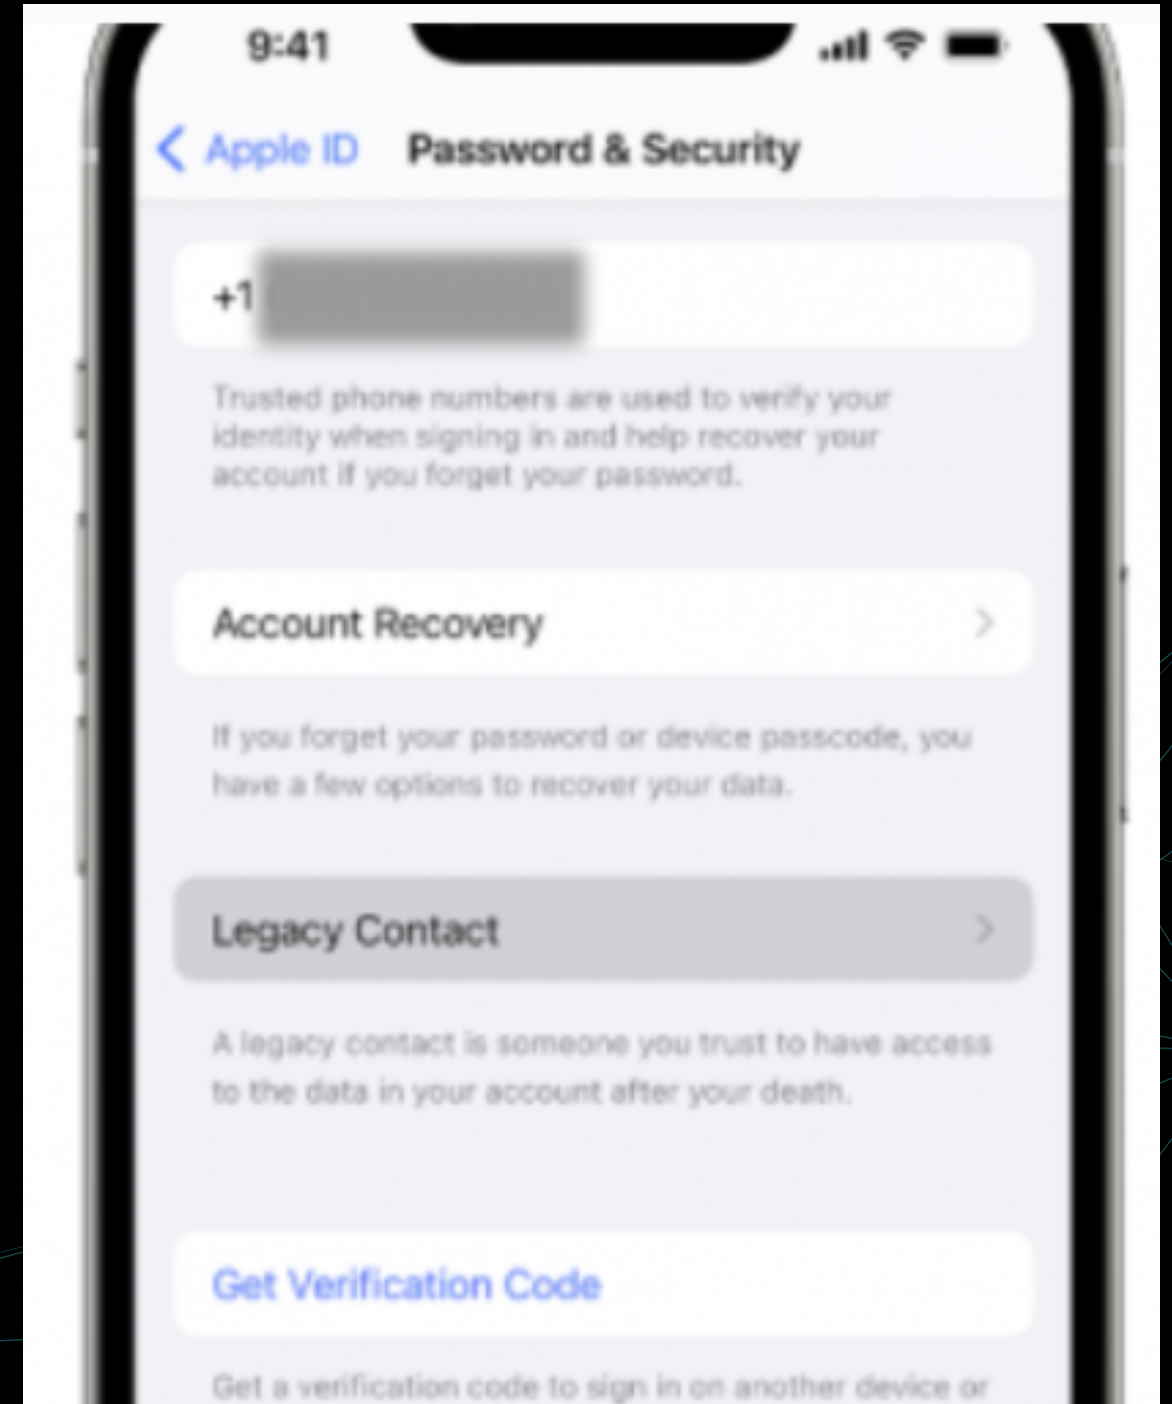 9:41
Apple ID Password & Security
+1
Trusted phone numbers are used to verify your
identity when signing in and help recover your
account if you forget your password.
Account Recovery
If you forget your password or device passcode, you
have a few options to recover your data.
Legacy Contact
A legacy contact is someone you trust to have access
to the data in your account after your death.
Get Verification Code
Get a verification code to sign in on another device or